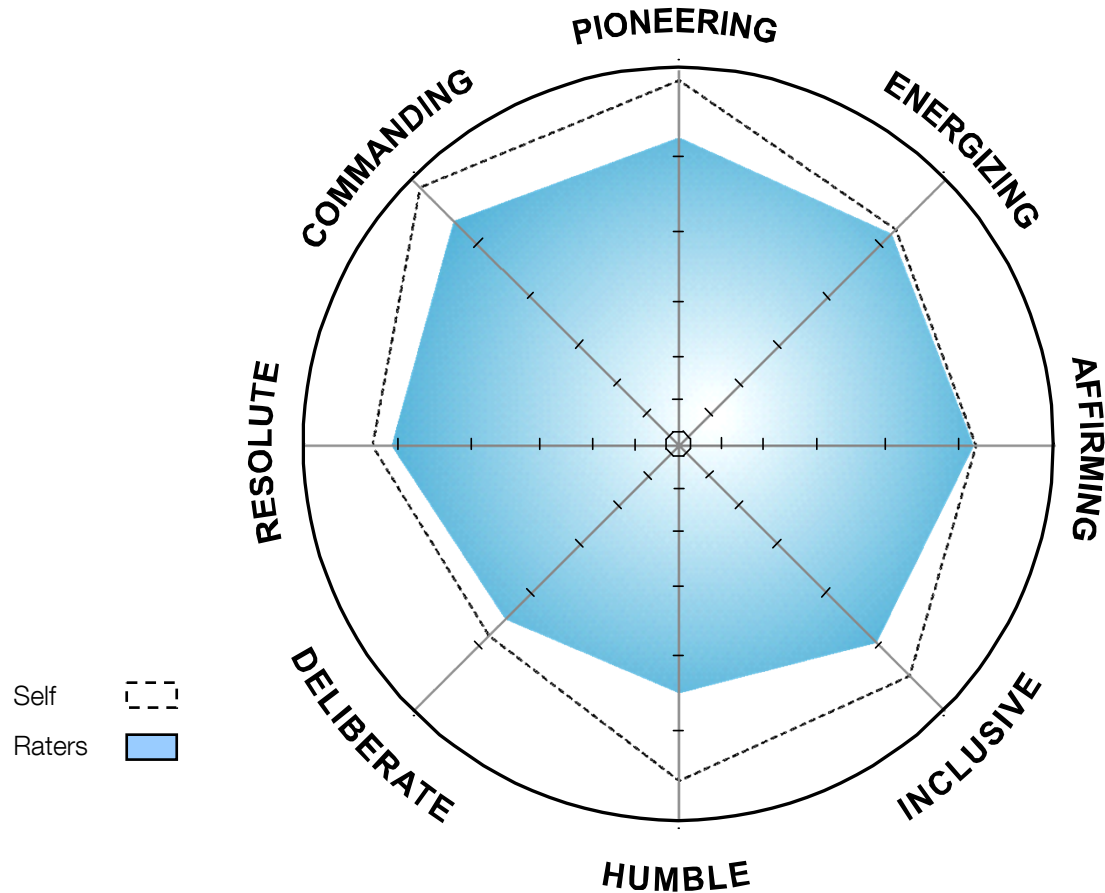 PIONEERING
ENERGIZING
COMMANDING
AFFIRMING
RESOLUTE
INCLUSIVE
DELIBERATE
HUMBLE
Self
Raters